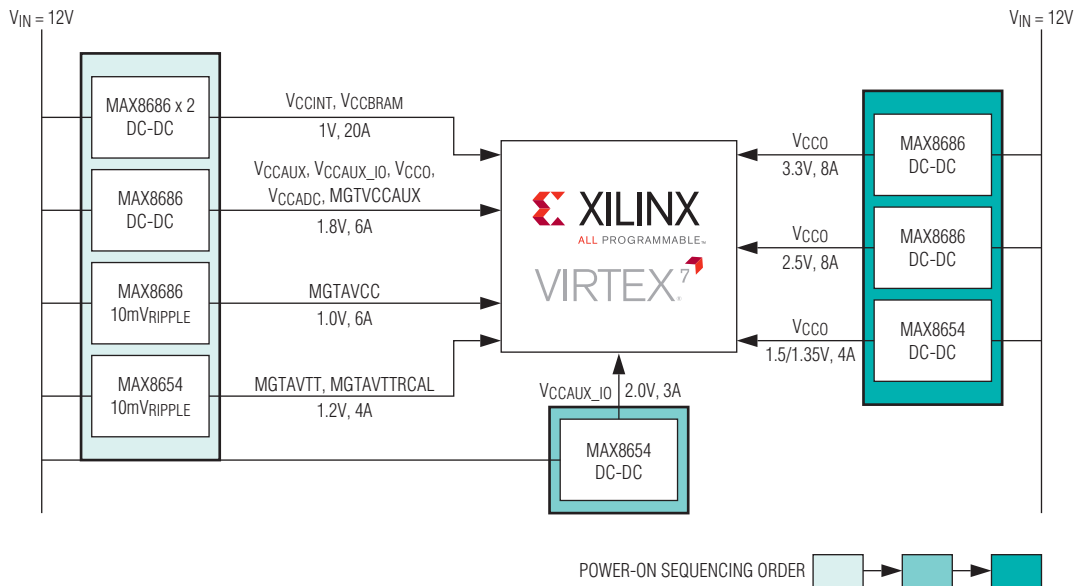 VIN = 12V
VIN = 12V
MAX8686 x 2
DC-DC
VCCINT, VCCBRAM
1V, 20A
MAX8686
DC-DC
VCCAUX, VCCAUX_IO, VCCO,
VCCADC, MGTVCCAUX
1.8V, 6A
MAX8686
10mVRIPPLE
MGTAVCC
1.0V, 6A
MAX8654
10mVRIPPLE
MGTAVTT, MGTAVTTRCAL
1.2V, 4A
XILINX
ALL PROGRAMMABLE™
VIRTEX®7
VCCO
3.3V, 8A
MAX8686
DC-DC
VCCO
2.5V, 8A
MAX8686
DC-DC
VCCO
1.5/1.35V, 4A
MAX8654
DC-DC
VCCAUX_IO 2.0V, 3A
MAX8654
DC-DC
POWER-ON SEQUENCING ORDER